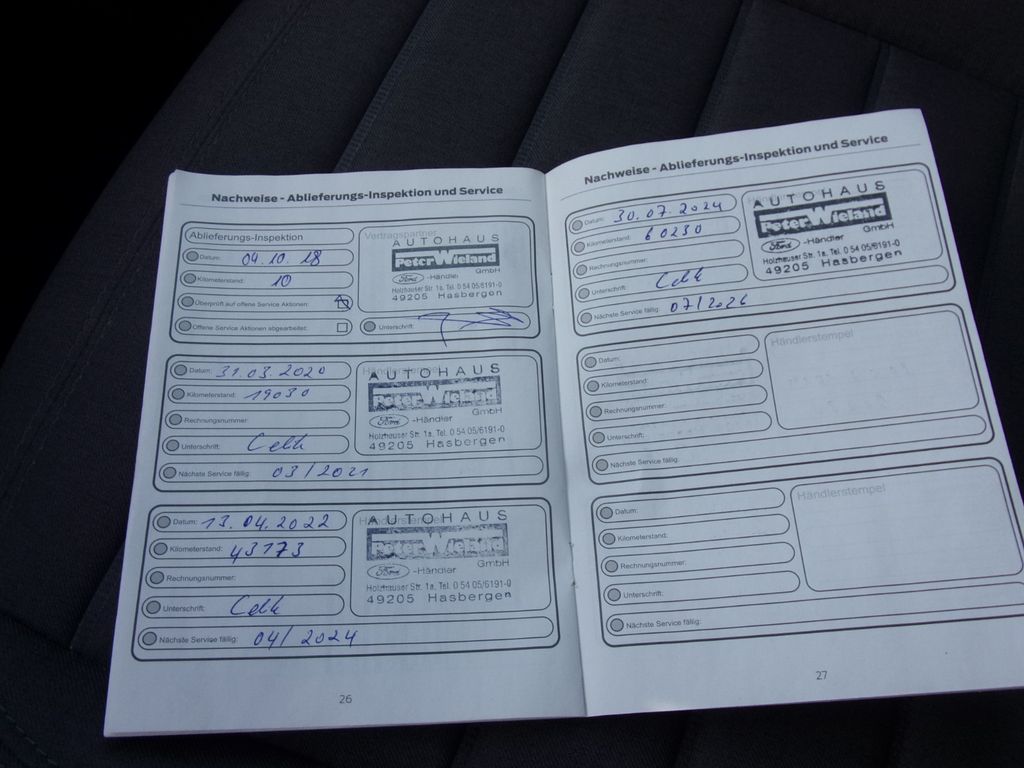 Nachweise - Ablieferungs-Inspektion und Service
Ablieferungs-Inspektion
Datum: 04.10.18
Kilometerstand: 10
Überprüft auf offene Service Aktionen:
Offene Service Aktionen abgearbeitet:
Vertragspartner
AUTOHAUS
Peter Wieland
GmbH
Ford -Händler
Holzhauser Str. 1a, Tel. 0 54 05/6191-0
49205 Hasbergen
Unterschrift:
Datum: 31.03.2020
Kilometerstand: 19030
Rechnungsnummer:
Unterschrift:
Nächste Service fällig: 03/2021
Händlerstempel
AUTOHAUS
Peter Wieland
GmbH
Ford -Händler
Holzhauser Str. 1a, Tel. 0 54 05/6191-0
49205 Hasbergen
Datum: 13.04.2022
Kilometerstand: 43173
Rechnungsnummer:
Unterschrift:
Nächste Service fällig: 04/2024
Händlerstempel
AUTOHAUS
Peter Wieland
GmbH
Ford -Händler
Holzhauser Str. 1a, Tel. 0 54 05/6191-0
49205 Hasbergen
26
Nachweise - Ablieferungs-Inspektion und Service
Datum: 30.07.2024
Kilometerstand: 60230
Rechnungsnummer:
Unterschrift:
Nächste Service fällig: 07/2026
AUTOHAUS
Peter Wieland
GmbH
Ford -Händler
Holzhauser Str. 1a, Tel. 0 54 05/6191-0
49205 Hasbergen
Datum:
Kilometerstand:
Rechnungsnummer:
Unterschrift:
Nächste Service fällig:
Händlerstempel
Datum:
Kilometerstand:
Rechnungsnummer:
Unterschrift:
Nächste Service fällig:
Händlerstempel
27